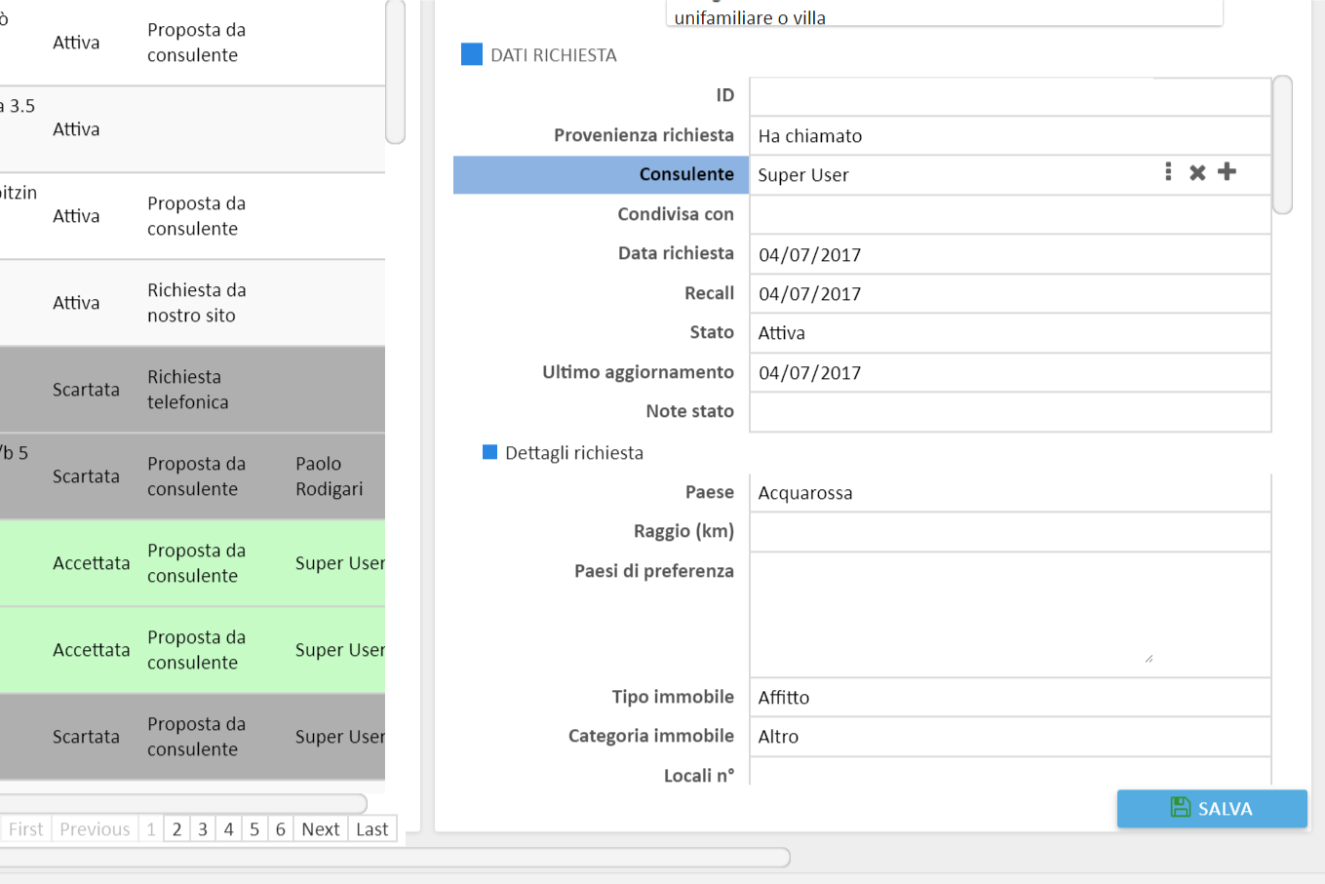 ò
Attiva
Proposta da
consulente
a 3.5
Attiva
itzin
Attiva
Proposta da
consulente
Attiva
Richiesta da
nostro sito
Scartata
Richiesta
telefonica
/b 5
Scartata
Proposta da
consulente
Paolo
Rodigari
Accettata
Proposta da
consulente
Super User
Accettata
Proposta da
consulente
Super User
Scartata
Proposta da
consulente
Super User
First Previous 1 2 3 4 5 6 Next Last
unifamiliare o villa
DATI RICHIESTA
ID
Provenienza richiesta Ha chiamato
Consulente Super User
Condivisa con
Data richiesta 04/07/2017
Recall 04/07/2017
Stato Attiva
Ultimo aggiornamento 04/07/2017
Note stato
Dettagli richiesta
Paese Acquarossa
Raggio (km)
Paesi di preferenza
Tipo immobile Affitto
Categoria immobile Altro
Locali n°
SALVA